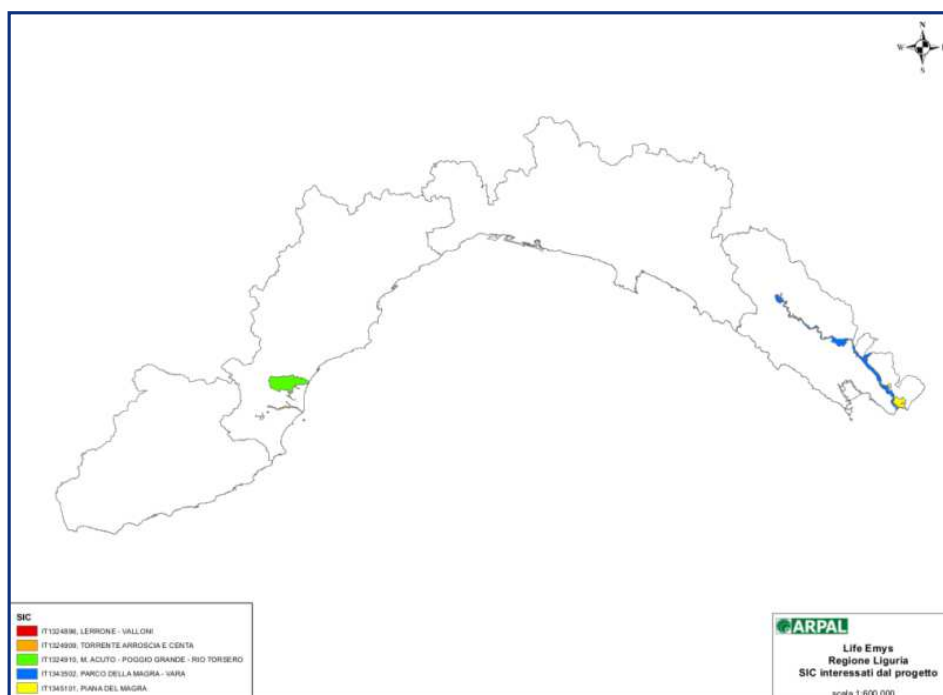 N
W
S
SIC
IT1324896, LERRONE - VALLONI
IT1324909, TORRENTE ARROSCIA E CENTA
IT1324910, M. ACUTO - POGGIO GRANDE - RIO TORSERO
IT1343502, PARCO DELLA MAGRA - VARA
IT1345101, PIANA DEL MAGRA
ARPAL
Life Emys
Regione Liguria
SIC interessati dal progetto
scala 1:600.000